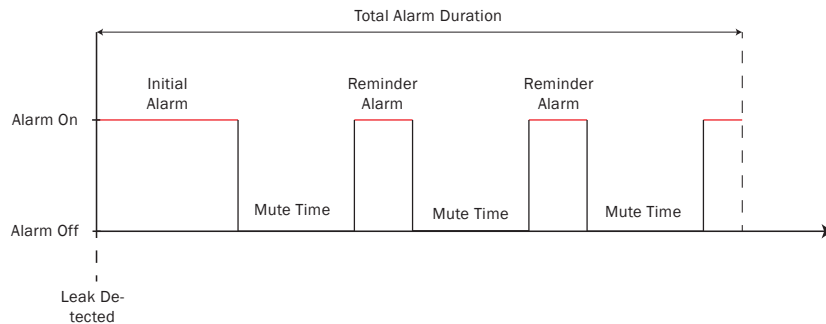 Total Alarm Duration
Initial
Alarm
Reminder
Alarm
Reminder
Alarm
Alarm On
Mute Time
Mute Time
Mute Time
Alarm Off
Leak De-
tected